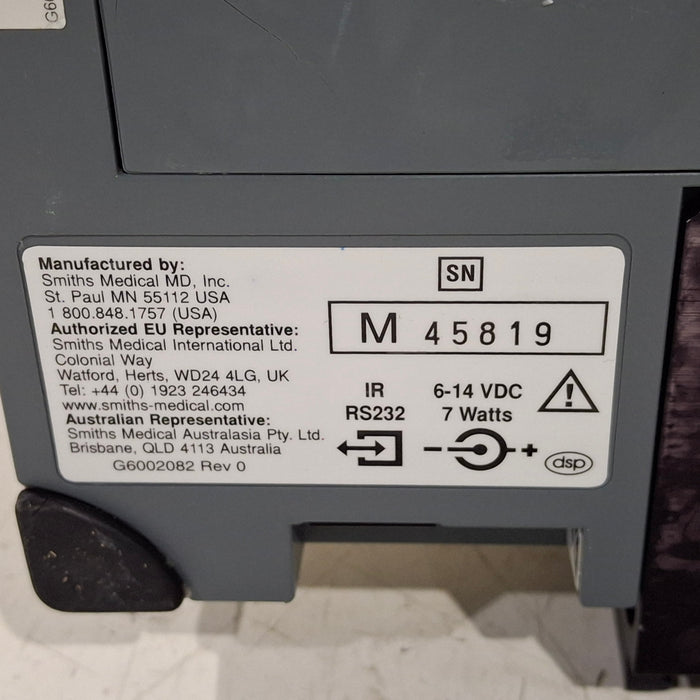 G60
Manufactured by:
Smiths Medical MD, Inc.
St. Paul MN 55112 USA
1 800.848.1757 (USA)
Authorized EU Representative:
Smiths Medical International Ltd.
Colonial Way
Watford, Herts, WD24 4LG, UK
Tel: +44 (0) 1923 246434
www.smiths-medical.com
Australian Representative:
Smiths Medical Australasia Pty. Ltd.
Brisbane, QLD 4113 Australia
G6002082 Rev 0
SN
M 45819
IR
RS232
6-14 VDC
7 Watts
dsp